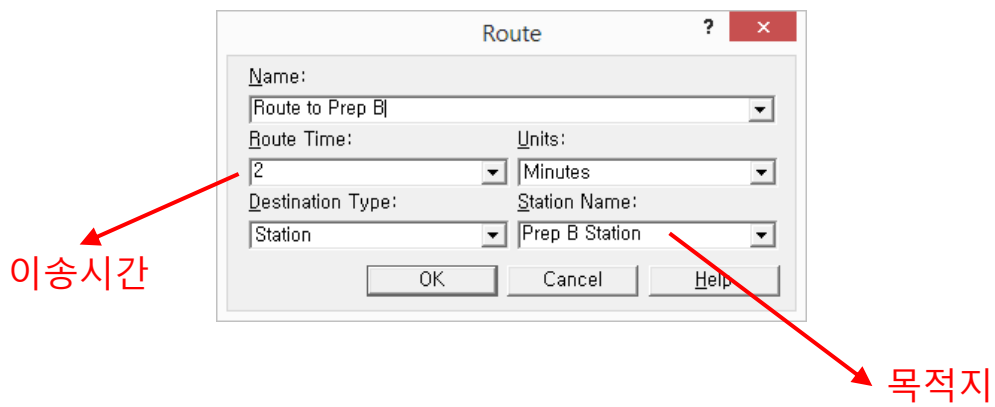 Route ? ×
Name:
Route to Prep B
Route Time: Units:
2 Minutes
Destination Type: Station Name:
Station Prep B Station
OK Cancel Help
이송시간
목적지